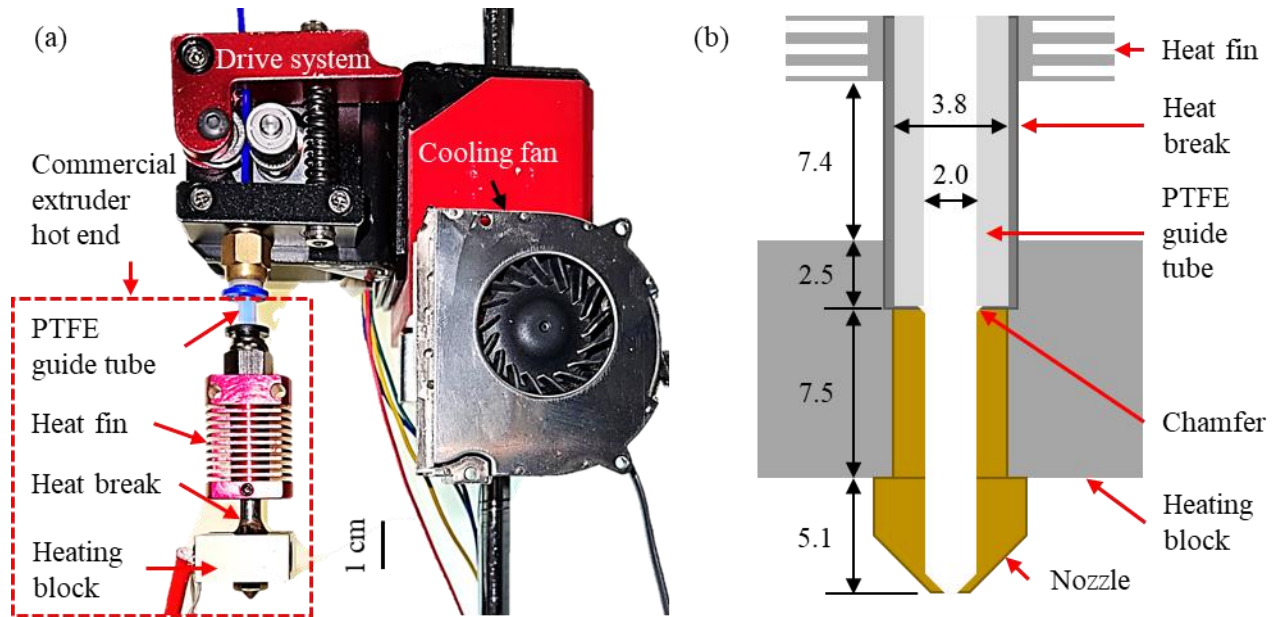 (a)
Drive system
Cooling fan
Commercial
extruder
hot end
PTFE
guide tube
Heat fin
Heat break
Heating
block
1 cm
(b)
Heat fin
Heat
break
PTFE
guide
tube
Chamfer
Heating
block
Nozzle
3.8
2.0
7.4
2.5
7.5
5.1